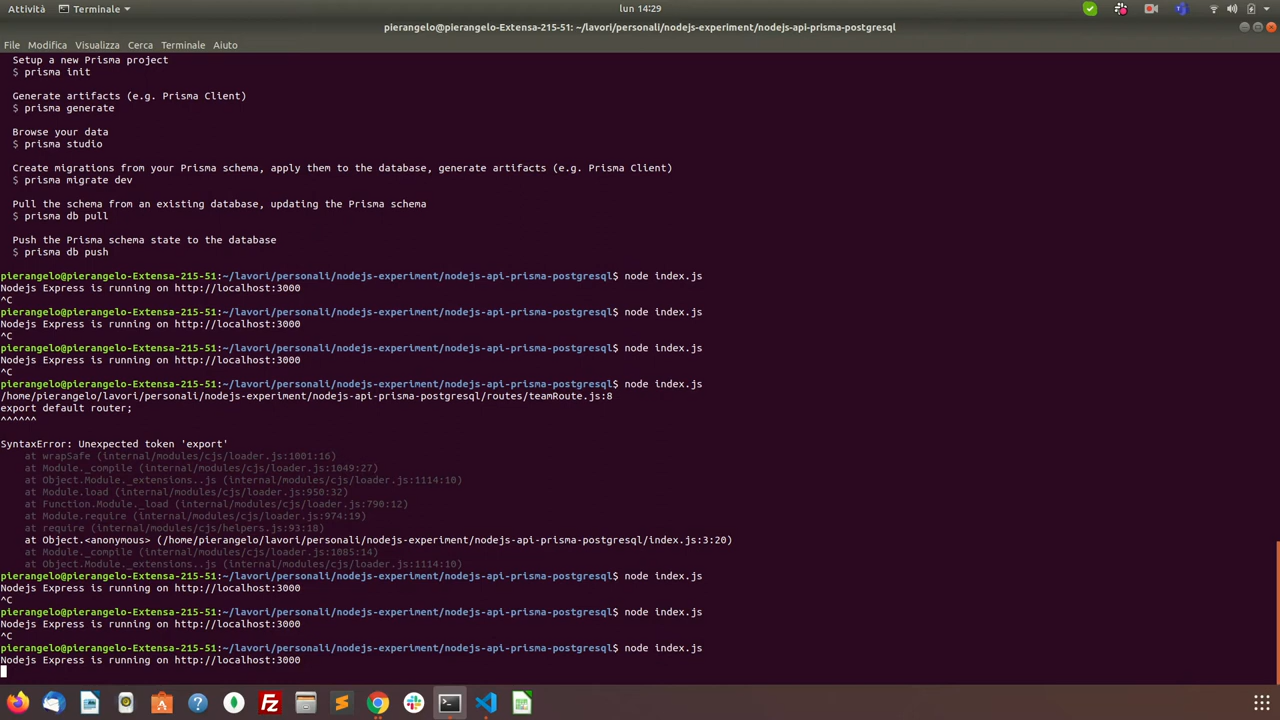 Attività
Terminale
lun 14:29
pierangelo@pierangelo-Extensa-215-51: ~/lavori/personali/nodejs-experiment/nodejs-api-prisma-postgresql
File Modifica Visualizza Cerca Terminale Aiuto
Setup a new Prisma project
$ prisma init
Generate artifacts (e.g. Prisma Client)
$ prisma generate
Browse your data
$ prisma studio
Create migrations from your Prisma schema, apply them to the database, generate artifacts (e.g. Prisma Client)
$ prisma migrate dev
Pull the schema from an existing database, updating the Prisma schema
$ prisma db pull
Push the Prisma schema state to the database
$ prisma db push
pierangelo@pierangelo-Extensa-215-51:~/lavori/personali/nodejs-experiment/nodejs-api-prisma-postgresql$ node index.js
Nodejs Express is running on http://localhost:3000
^C
pierangelo@pierangelo-Extensa-215-51:~/lavori/personali/nodejs-experiment/nodejs-api-prisma-postgresql$ node index.js
Nodejs Express is running on http://localhost:3000
^C
pierangelo@pierangelo-Extensa-215-51:~/lavori/personali/nodejs-experiment/nodejs-api-prisma-postgresql$ node index.js
Nodejs Express is running on http://localhost:3000
^C
pierangelo@pierangelo-Extensa-215-51:~/lavori/personali/nodejs-experiment/nodejs-api-prisma-postgresql$ node index.js
/home/pierangelo/lavori/personali/nodejs-experiment/nodejs-api-prisma-postgresql/routes/teamRoute.js:8
export default router;
^^^^^^
SyntaxError: Unexpected token 'export'
at wrapSafe (internal/modules/cjs/loader.js:1001:16)
at Module._compile (internal/modules/cjs/loader.js:1049:27)
at Object.Module._extensions..js (internal/modules/cjs/loader.js:1114:10)
at Module.load (internal/modules/cjs/loader.js:950:32)
at Function.Module._load (internal/modules/cjs/loader.js:790:12)
at Module.require (internal/modules/cjs/loader.js:974:19)
at require (internal/modules/cjs/helpers.js:93:18)
at Object.<anonymous> (/home/pierangelo/lavori/personali/nodejs-experiment/nodejs-api-prisma-postgresql/index.js:3:20)
at Module._compile (internal/modules/cjs/loader.js:1085:14)
at Object.Module._extensions..js (internal/modules/cjs/loader.js:1114:10)
pierangelo@pierangelo-Extensa-215-51:~/lavori/personali/nodejs-experiment/nodejs-api-prisma-postgresql$ node index.js
Nodejs Express is running on http://localhost:3000
^C
pierangelo@pierangelo-Extensa-215-51:~/lavori/personali/nodejs-experiment/nodejs-api-prisma-postgresql$ node index.js
Nodejs Express is running on http://localhost:3000
^C
pierangelo@pierangelo-Extensa-215-51:~/lavori/personali/nodejs-experiment/nodejs-api-prisma-postgresql$ node index.js
Nodejs Express is running on http://localhost:3000